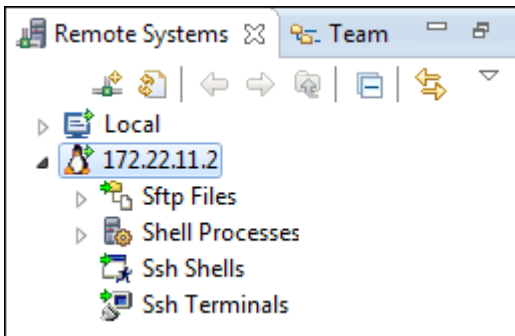 Remote Systems Team
Local
172.22.11.2
Sftp Files
Shell Processes
Ssh Shells
Ssh Terminals